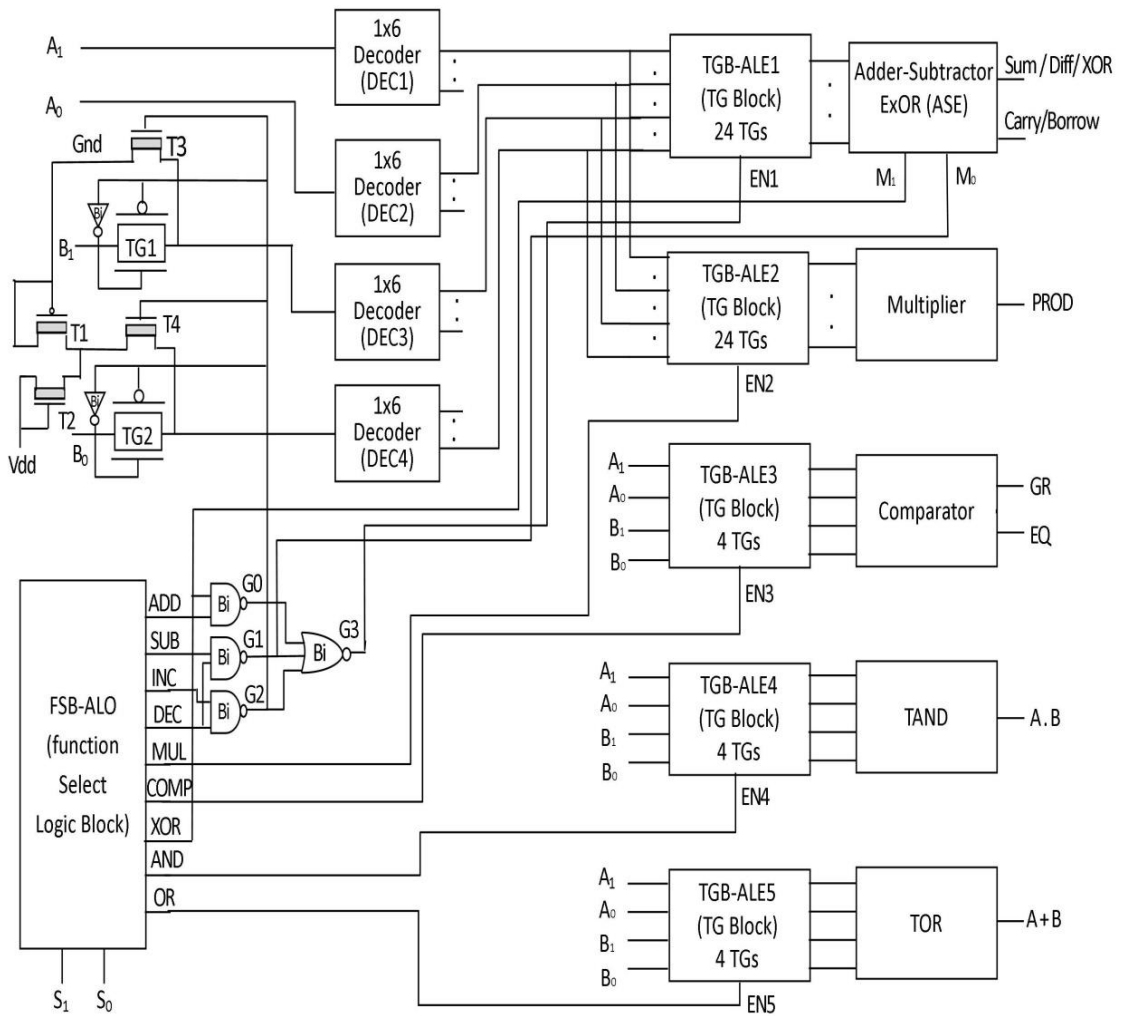 A1
1x6
Decoder
(DEC1)
TGB-ALE1
(TG Block)
24 TGs
Adder-Subtractor
ExOR (ASE)
Sum / Diff / XOR
Carry/Borrow
A0
Gnd
T3
1x6
Decoder
(DEC2)
EN1
M1
M0
Bi
B1
TG1
1x6
Decoder
(DEC3)
TGB-ALE2
(TG Block)
24 TGs
Multiplier
PROD
T1
T4
EN2
T2
Bi
Vdd
B0
TG2
1x6
Decoder
(DEC4)
A1
A0
B1
B0
TGB-ALE3
(TG Block)
4 TGs
Comparator
GR
EQ
EN3
FSB-ALO
(function
Select
Logic Block)
ADD
SUB
INC
DEC
MUL
COMP
XOR
AND
OR
Bi
G0
Bi
G1
Bi
G2
Bi
G3
A1
A0
B1
B0
TGB-ALE4
(TG Block)
4 TGs
TAND
A.B
EN4
A1
A0
B1
B0
TGB-ALE5
(TG Block)
4 TGs
TOR
A+B
EN5
S1
S0